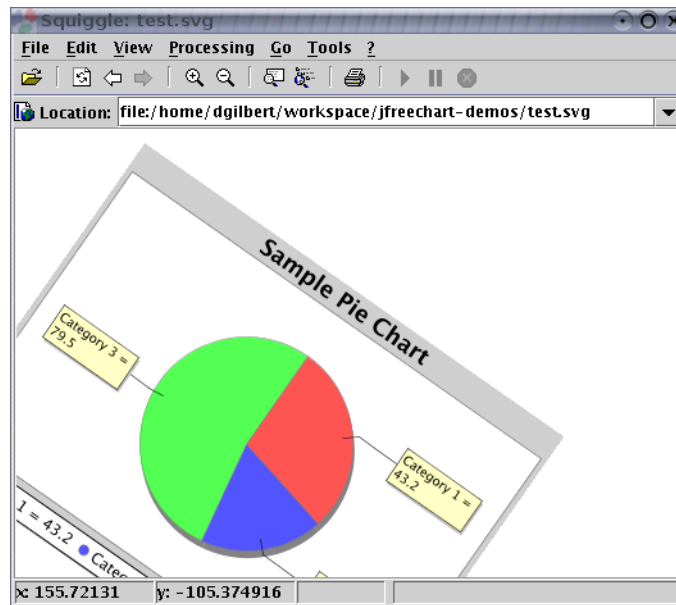 Squiggle: test.svg
File Edit View Processing Go Tools ?
Location: file:/home/dgilbert/workspace/jfreechart-demos/test.svg
Sample Pie Chart
Category 3 =
79.5
Category 1 =
43.2
1 = 43.2
x: 155.72131 y: -105.374916